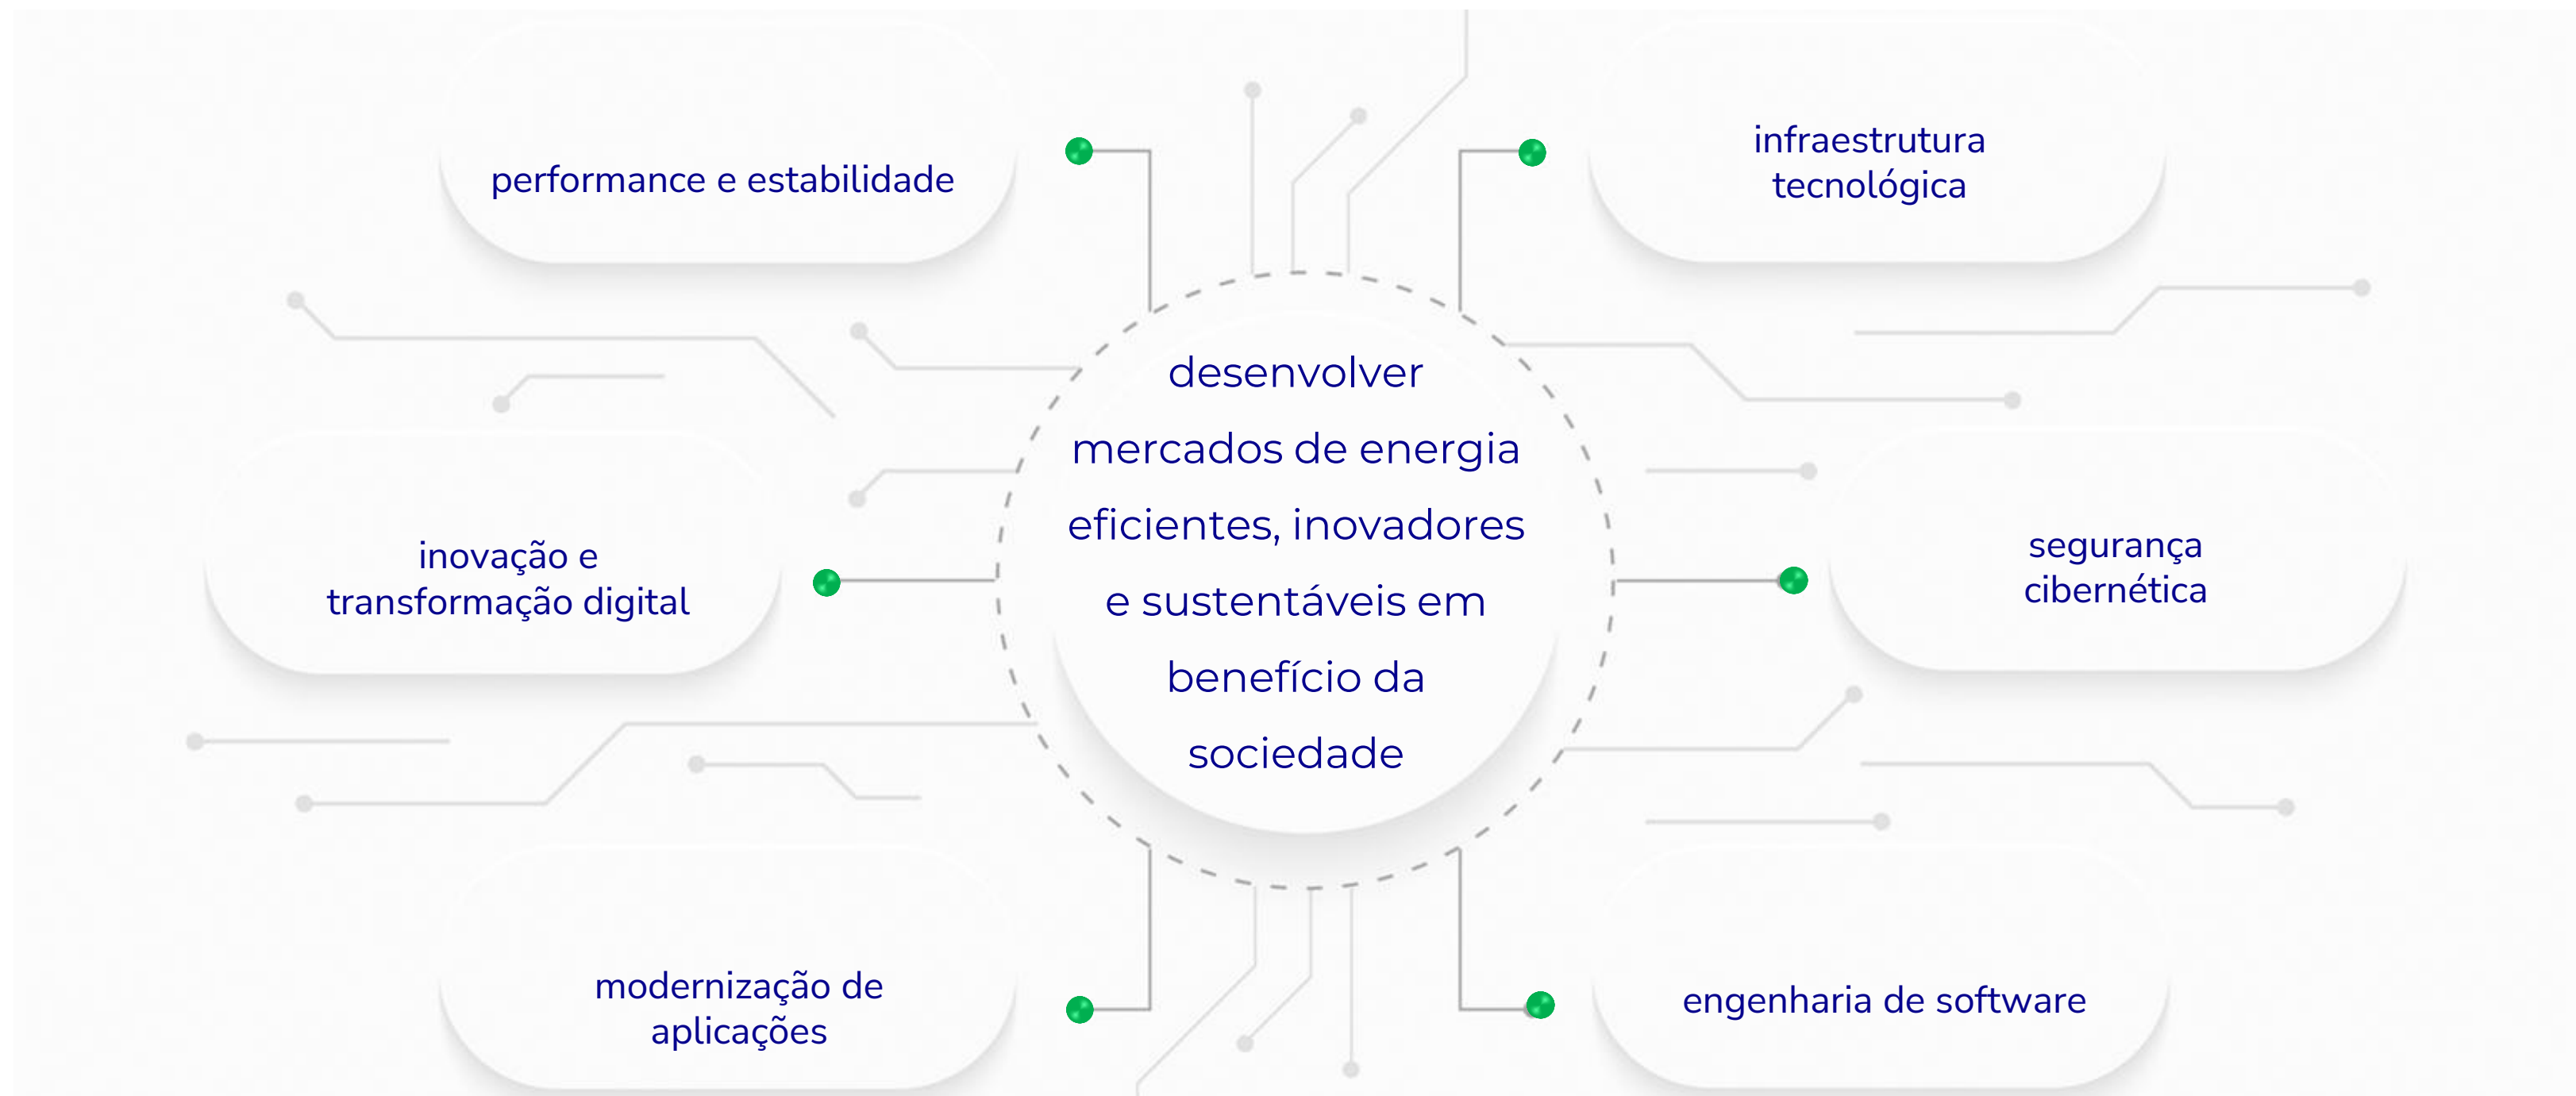 performance e estabilidade
infraestrutura
tecnológica
desenvolver
mercados de energia
eficientes, inovadores
e sustentáveis em
benefício da
sociedade
inovação e
transformação digital
segurança
cibernética
modernização de
aplicações
engenharia de software